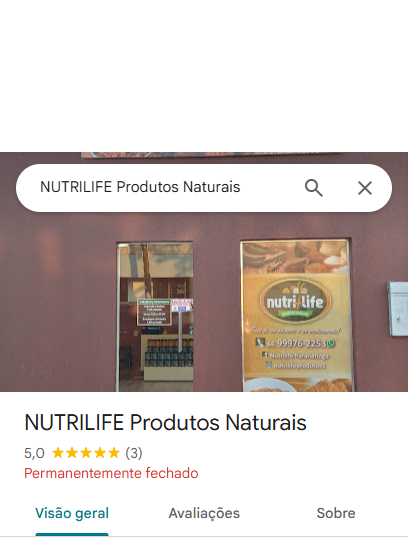 NUTRILIFE Produtos Naturais
nutrilife
66 99976-2253
Nutrilife Paranatinga
NUTRILIFE Produtos Naturais
5,0 ★★★★★ (3)
Permanentemente fechado
Visão geral Avaliações Sobre